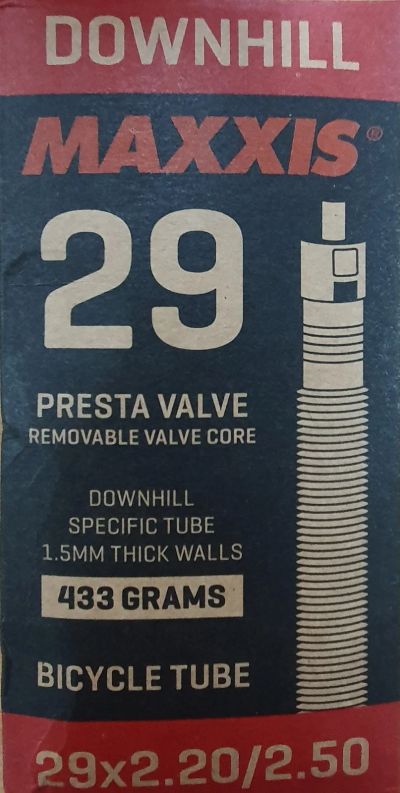 DOWNHILL
MAXXIS®
29
PRESTA VALVE
REMOVABLE VALVE CORE
DOWNHILL
SPECIFIC TUBE
1.5MM THICK WALLS
433 GRAMS
BICYCLE TUBE
29x2.20/2.50